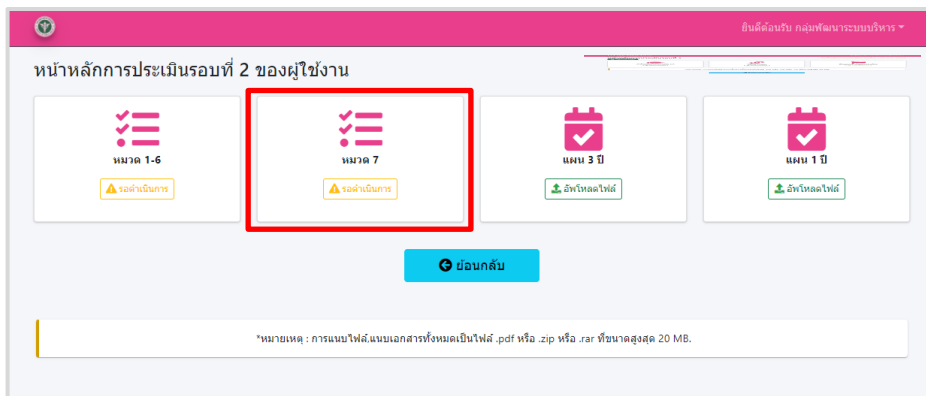 ยินดีต้อนรับ กลุ่มพัฒนาระบบบริหาร
หน้าหลักการประเมินรอบที่ 2 ของผู้ใช้งาน
หมวด 1-6
รอดำเนินการ
หมวด 7
รอดำเนินการ
แผน 3 ปี
อัพโหลดไฟล์
แผน 1 ปี
อัพโหลดไฟล์
ย้อนกลับ
*หมายเหตุ : การแนบไฟล์,แนบเอกสารทั้งหมดเป็นไฟล์ .pdf หรือ .zip หรือ .rar ที่ขนาดสูงสุด 20 MB.